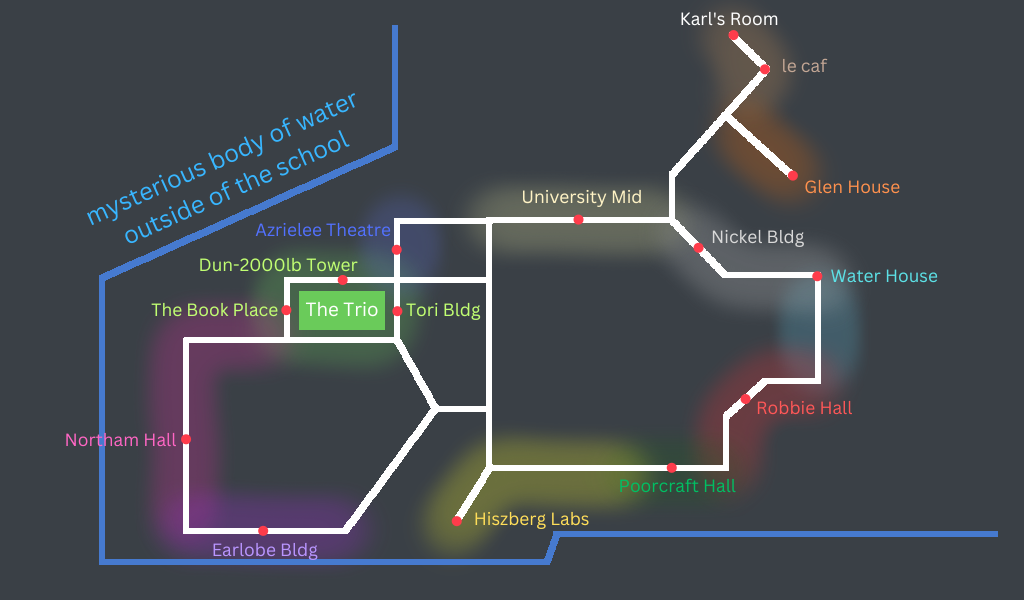 Karl's Room
le caf
mysterious body of water
outside of the school
Glen House
University Mid
Azrielee Theatre
Nickel Bldg
Dun-2000lb Tower
Water House
The Book Place
The Trio
Tori Bldg
Robbie Hall
Northam Hall
Poorcraft Hall
Hiszberg Labs
Earlobe Bldg